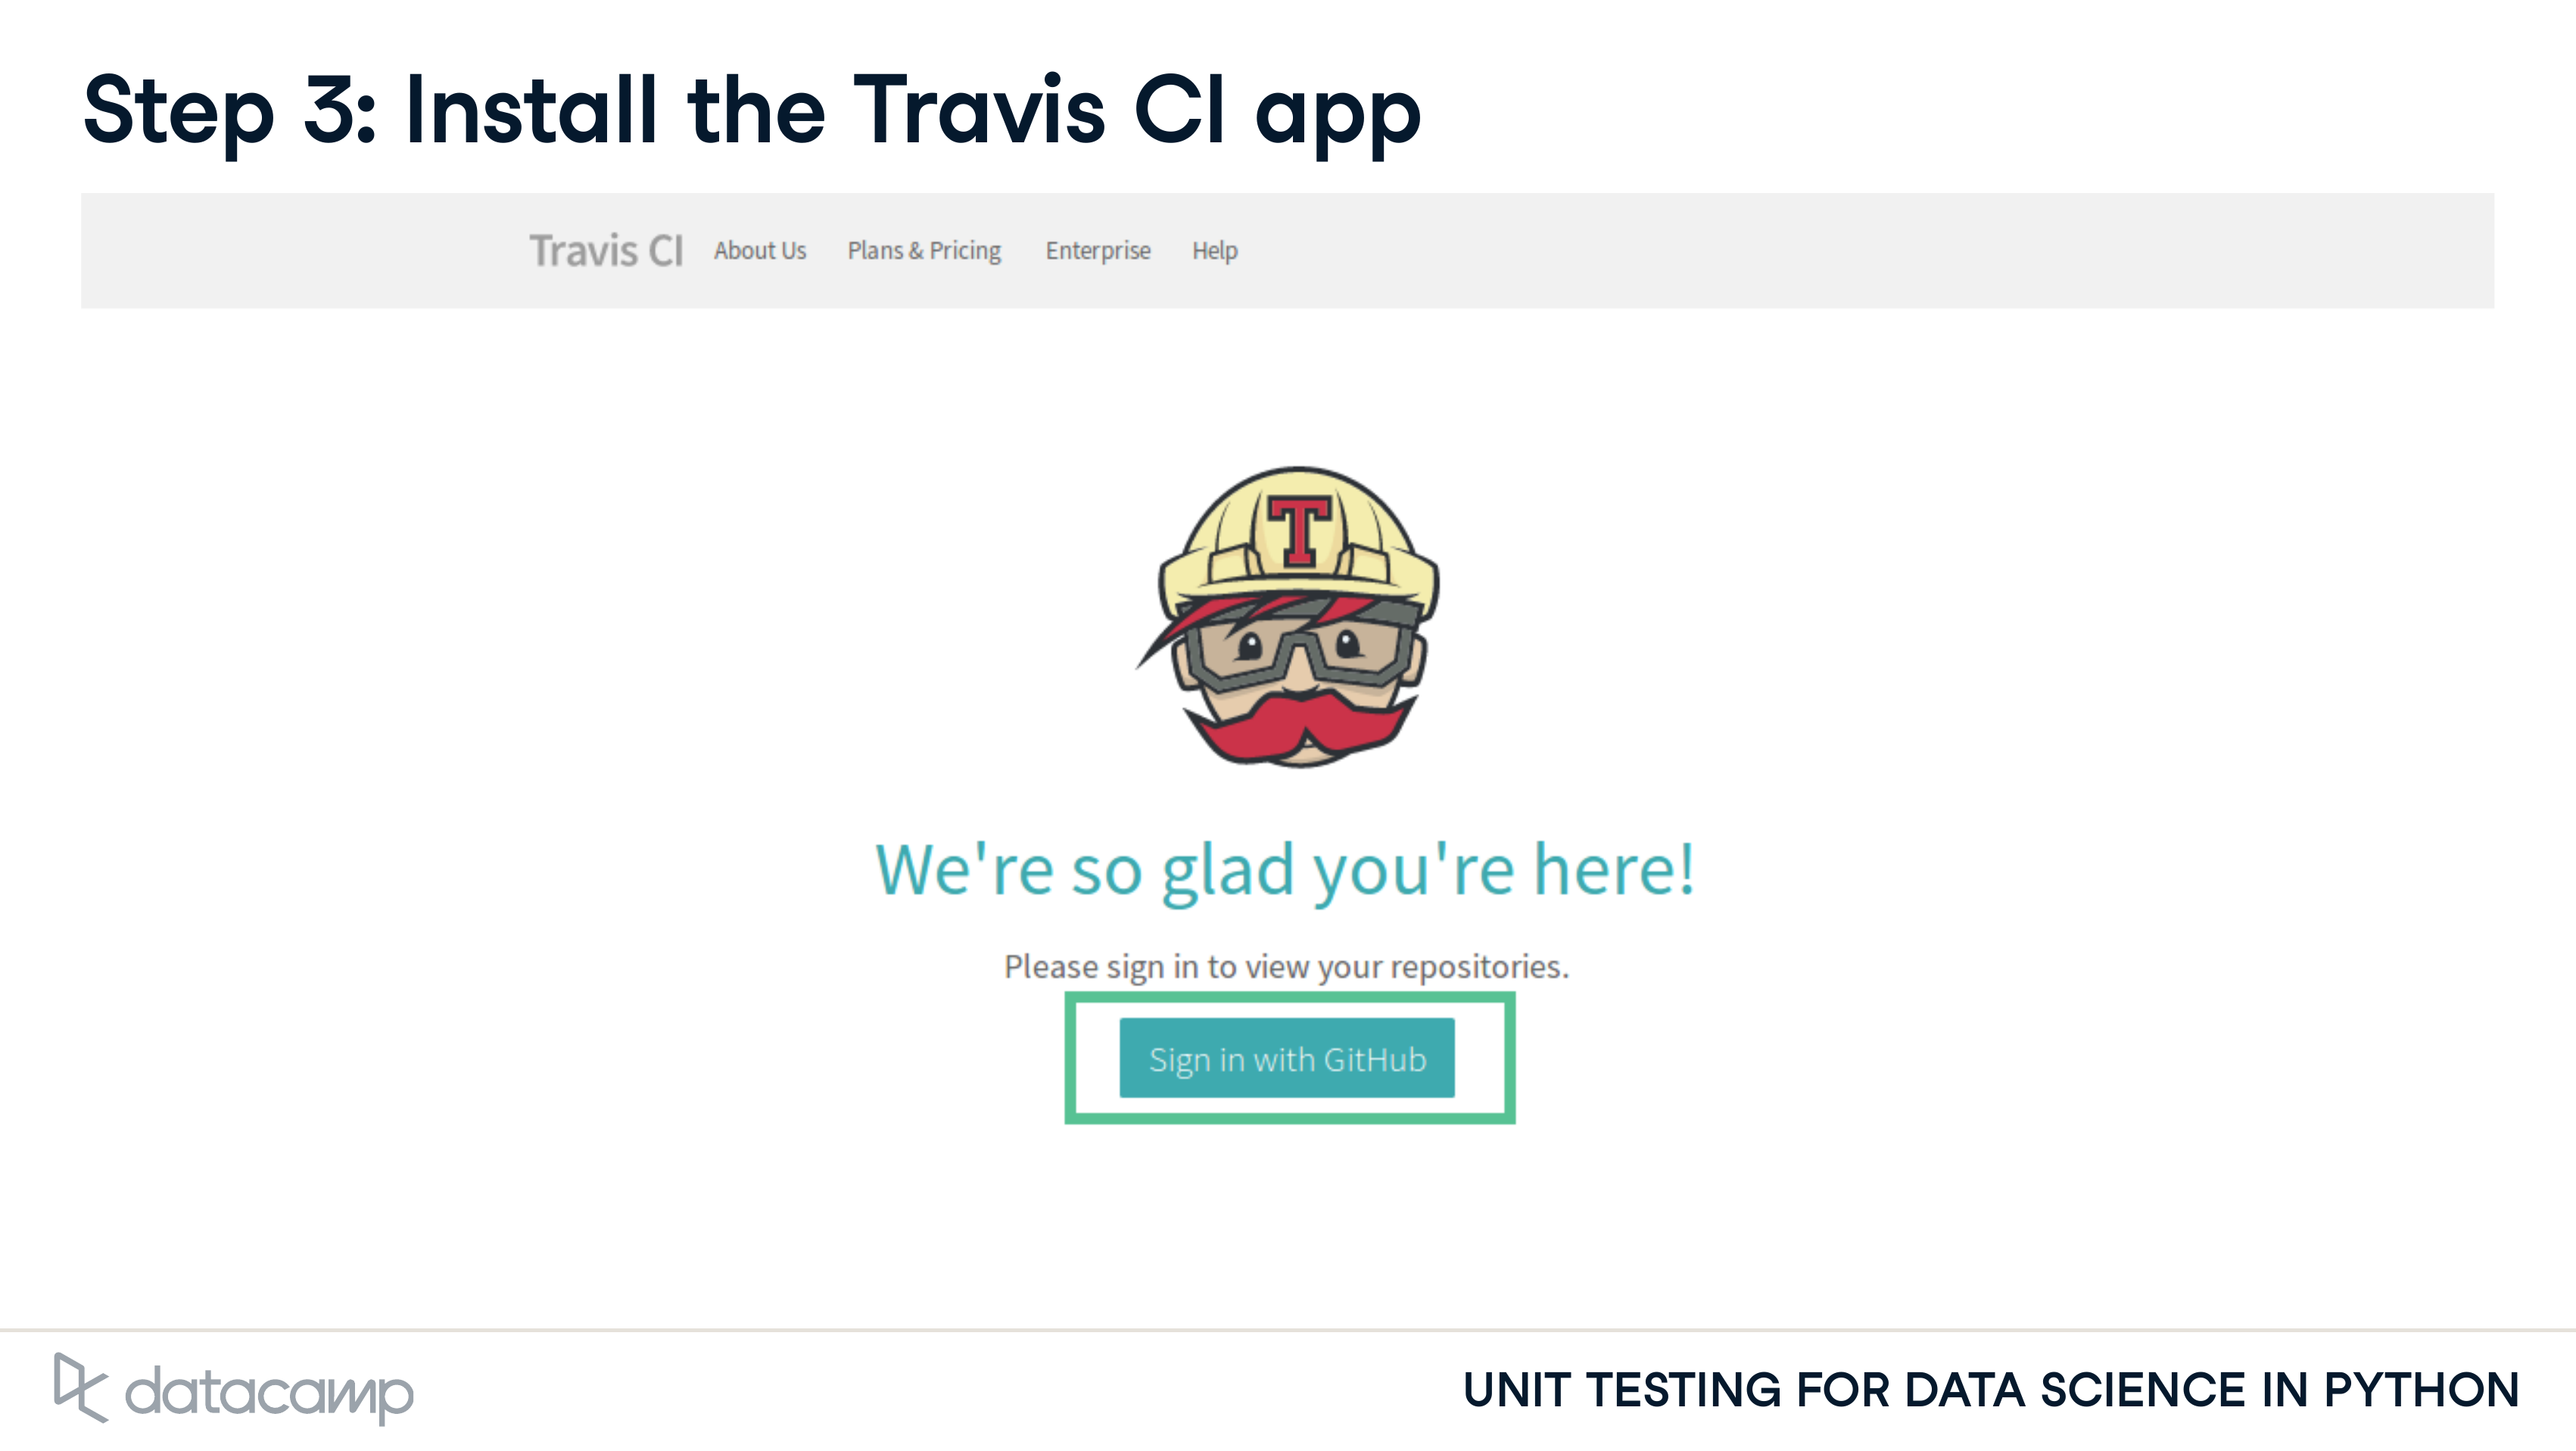 Step 3: Install the Travis CI app
Travis CI About Us Plans & Pricing Enterprise Help
T
We're so glad you're here!
Please sign in to view your repositories.
Sign in with GitHub
datacamp
UNIT TESTING FOR DATA SCIENCE IN PYTHON